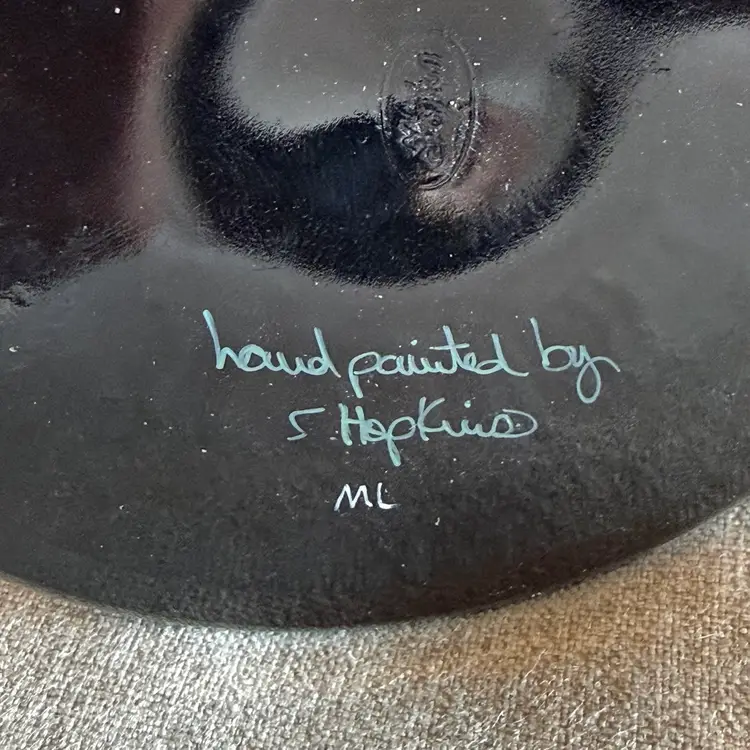 hand painted by
S. Hopkins
ML